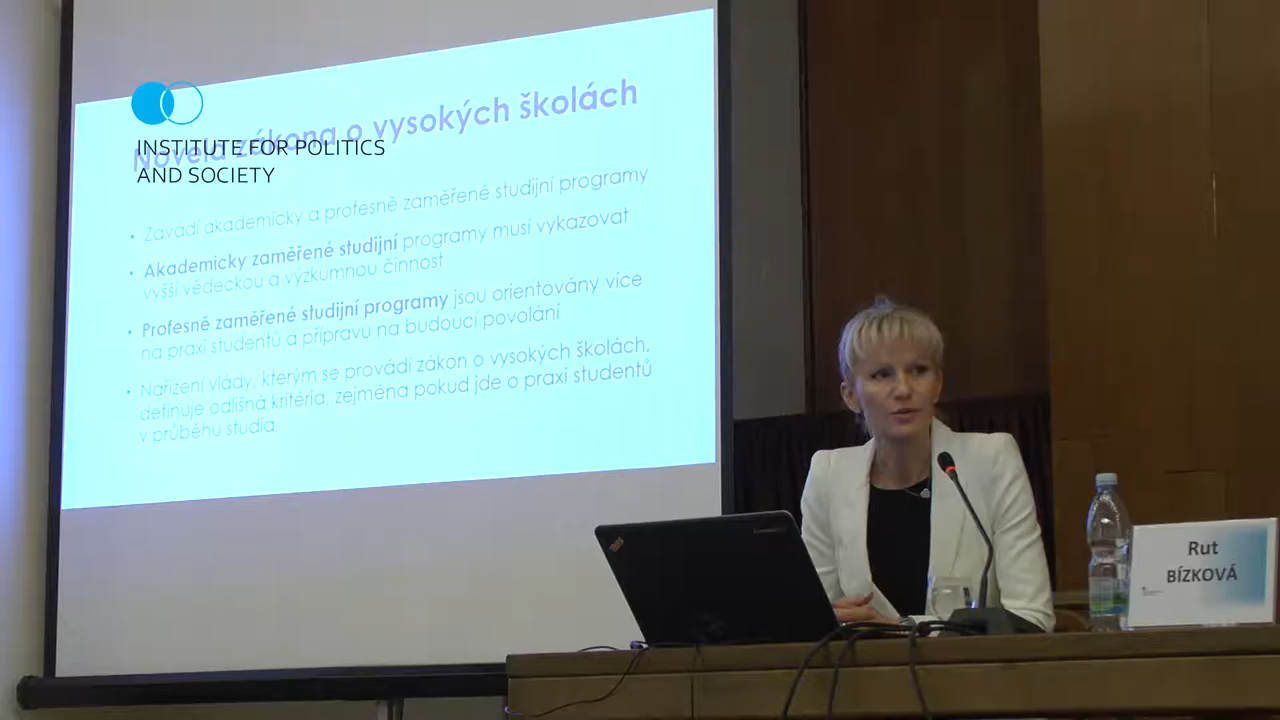 INSTITUTE FOR POLITICS
AND SOCIETY
Novela zákona o vysokých školách
• Zavádí akademicky a profesně zaměřené studijní programy
• Akademicky zaměřené studijní programy musí vykazovat
vyšší vědeckou a výzkumnou činnost
• Profesně zaměřené studijní programy jsou orientovány více
na praxi studentů a přípravu na budoucí povolání
• Nařízení vlády, kterým se provádí zákon o vysokých školách,
definuje odlišná kritéria, zejména pokud jde o praxi studentů
v průběhu studia
Rut
BÍZKOVÁ